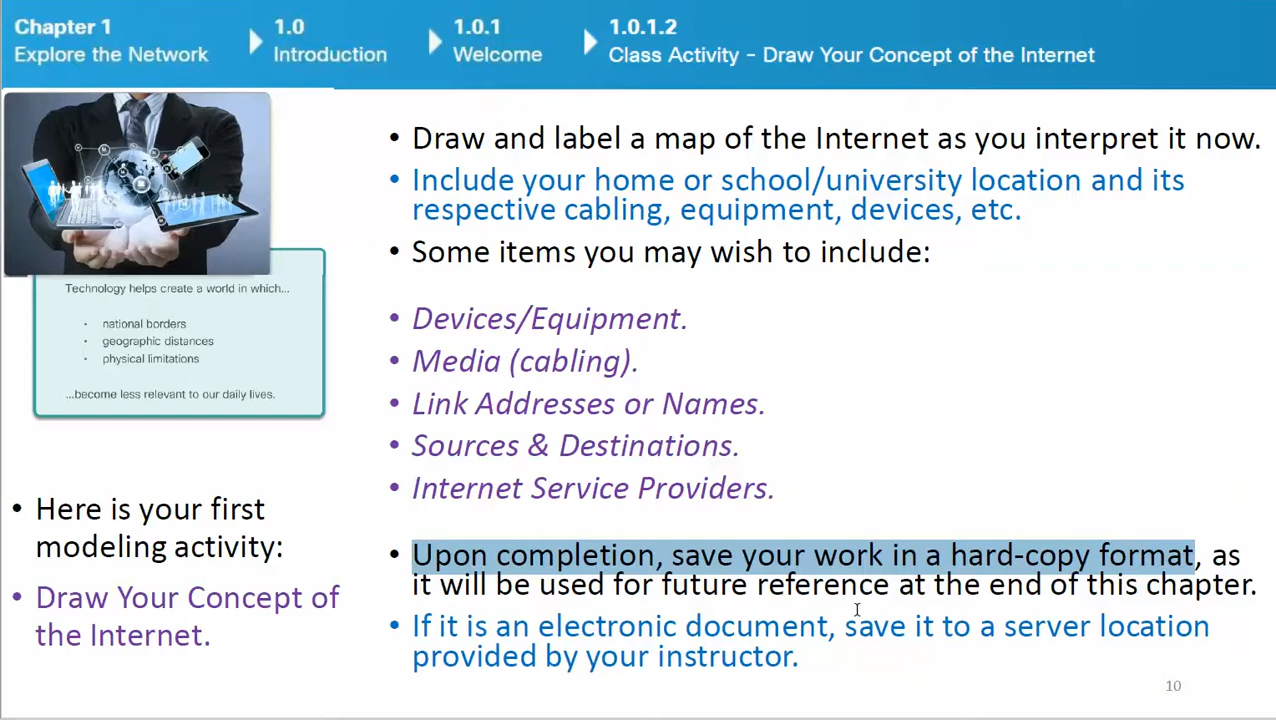 Chapter 1
Explore the Network
1.0
Introduction
1.0.1
Welcome
1.0.1.2
Class Activity – Draw Your Concept of the Internet
Technology helps create a world in which...
• national borders
• geographic distances
• physical limitations
...become less relevant to our daily lives.
• Here is your first
modeling activity:
• Draw Your Concept of
the Internet.
• Draw and label a map of the Internet as you interpret it now.
• Include your home or school/university location and its
respective cabling, equipment, devices, etc.
• Some items you may wish to include:
• Devices/Equipment.
• Media (cabling).
• Link Addresses or Names.
• Sources & Destinations.
• Internet Service Providers.
• Upon completion, save your work in a hard-copy format, as
it will be used for future reference at the end of this chapter.
• If it is an electronic document, save it to a server location
provided by your instructor.
10